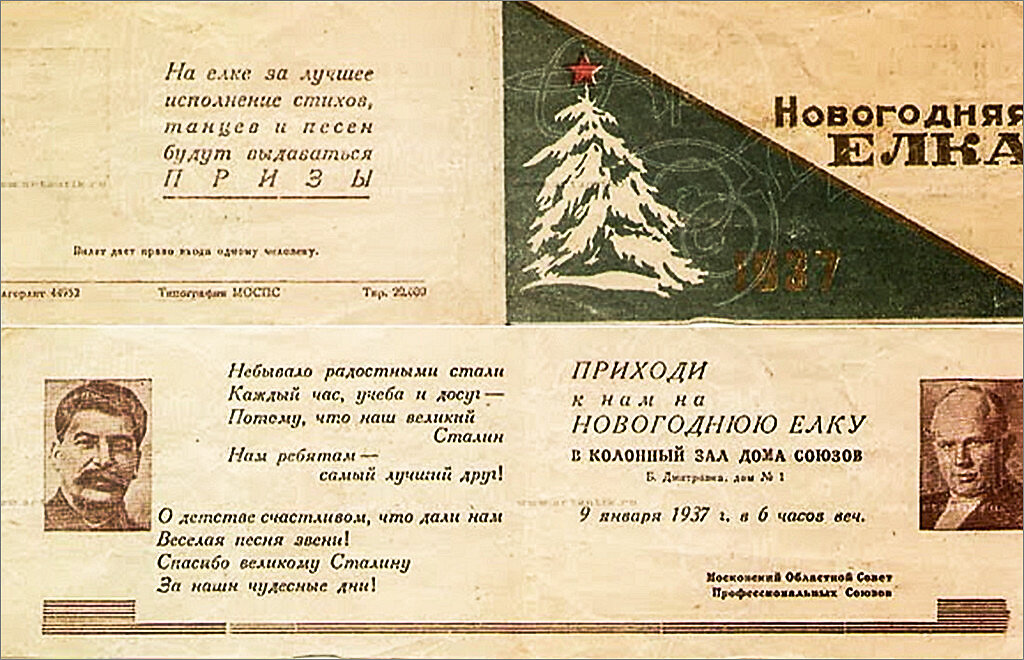 На елке за лучшее
исполнение стихов,
танцев и песен
будут выдаваться
ПРИЗЫ
Билет дает право входа одному человеку.
44952 Типография МОСПС Тир. 20.000
Новогодняя
ЕЛКА
1937
Небывало радостными стали
Каждый час, учеба и досуг—
Потому, что наш великий
Сталин
Нам ребятам—
самый лучший друг!
О детстве счастливом, что дали нам
Веселая песня звени!
Спасибо великому Сталину
За наши чудесные дни!
ПРИХОДИ
к нам на
НОВОГОДНЮЮ ЕЛКУ
В КОЛОННЫЙ ЗАЛ ДОМА СОЮЗОВ
Б. Дмитровка, дом № 1
9 января 1937 г. в 6 часов веч.
Московский Областной Совет
Профессиональных Союзов